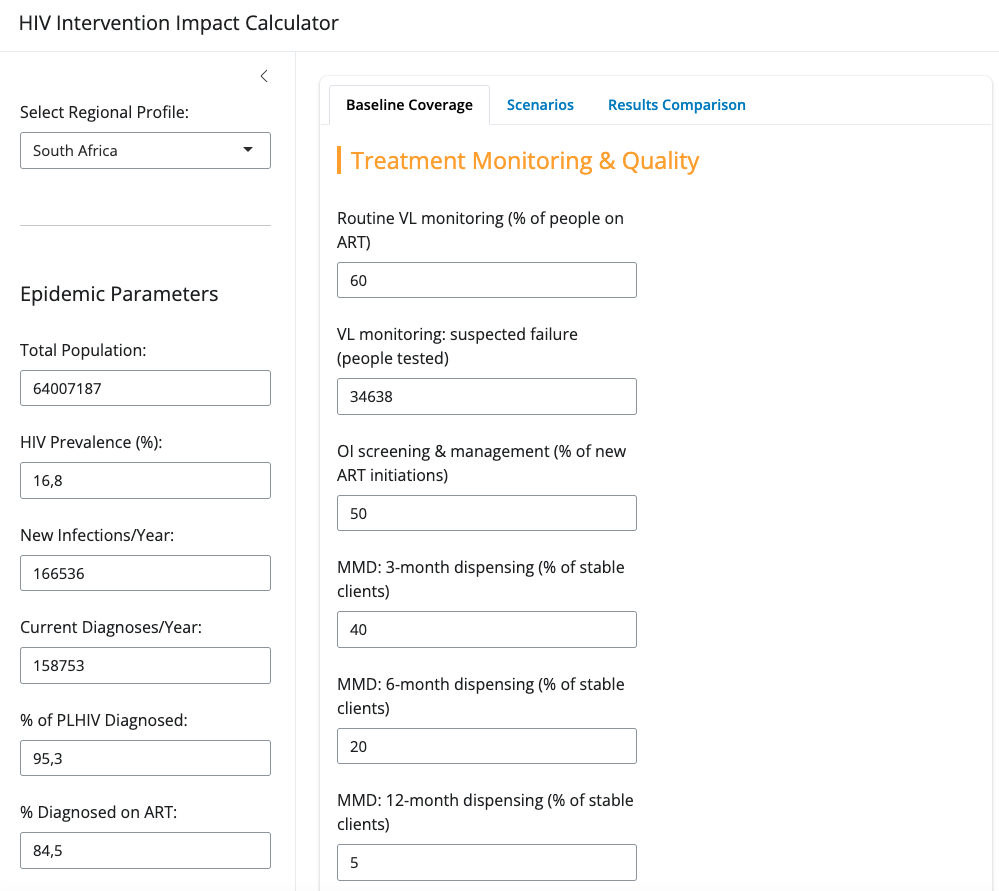 HIV Intervention Impact Calculator
Select Regional Profile:
South Africa
Epidemic Parameters
Total Population:
64007187
HIV Prevalence (%):
16,8
New Infections/Year:
166536
Current Diagnoses/Year:
158753
% of PLHIV Diagnosed:
95,3
% Diagnosed on ART:
84,5
Baseline Coverage
Scenarios
Results Comparison
Treatment Monitoring & Quality
Routine VL monitoring (% of people on
ART)
60
VL monitoring: suspected failure
(people tested)
34638
OI screening & management (% of new
ART initiations)
50
MMD: 3-month dispensing (% of stable
clients)
40
MMD: 6-month dispensing (% of stable
clients)
20
MMD: 12-month dispensing (% of stable
clients)
5